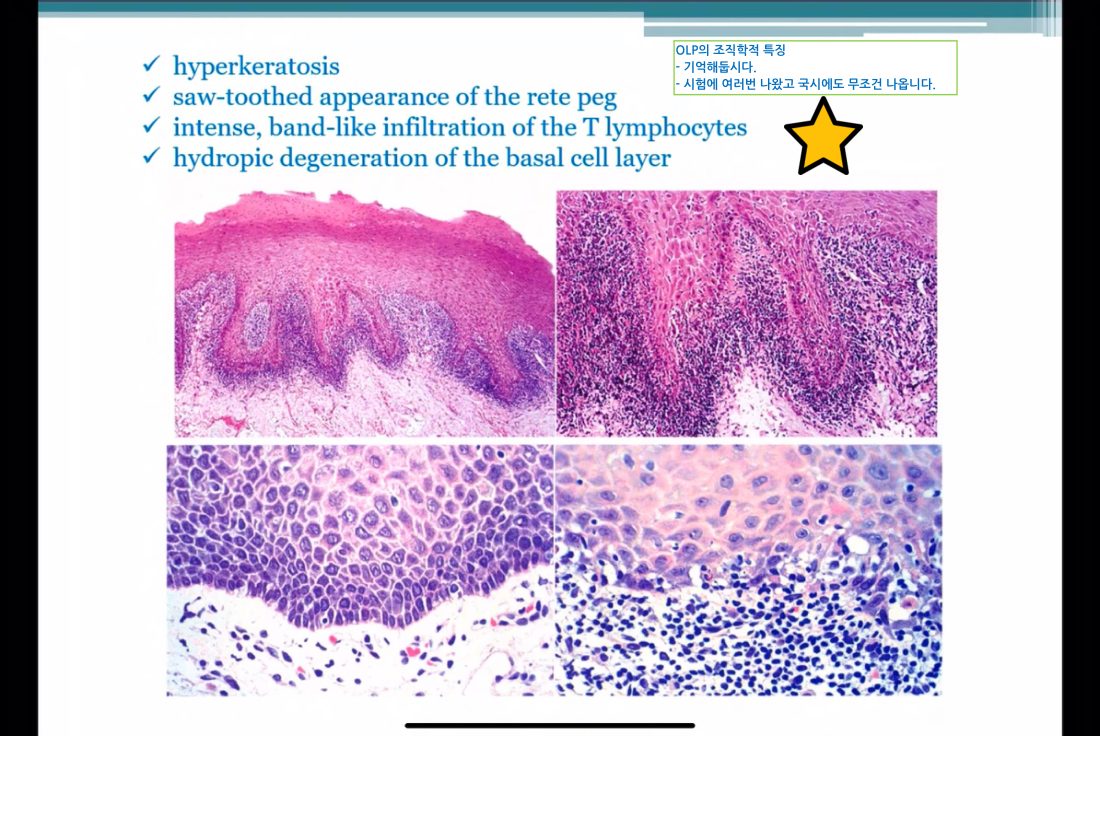 OLP의 조직학적 특징
- 기억해둡시다.
- 시험에 여러번 나왔고 국시에도 무조건 나옵니다.
✓ hyperkeratosis
✓ saw-toothed appearance of the rete peg
✓ intense, band-like infiltration of the T lymphocytes
✓ hydropic degeneration of the basal cell layer